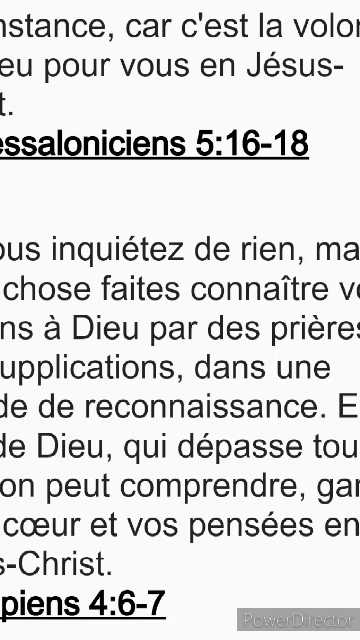 nstance, car c'est la volon
eu pour vous en Jésus-
t.
essaloniciens 5:16-18
ous inquiétez de rien, ma
chose faites connaître v
ns à Dieu par des prières
upplications, dans une
de de reconnaissance. E
de Dieu, qui dépasse tou
on peut comprendre, gar
cœur et vos pensées en
s-Christ.
piens 4:6-7
PowerDirector